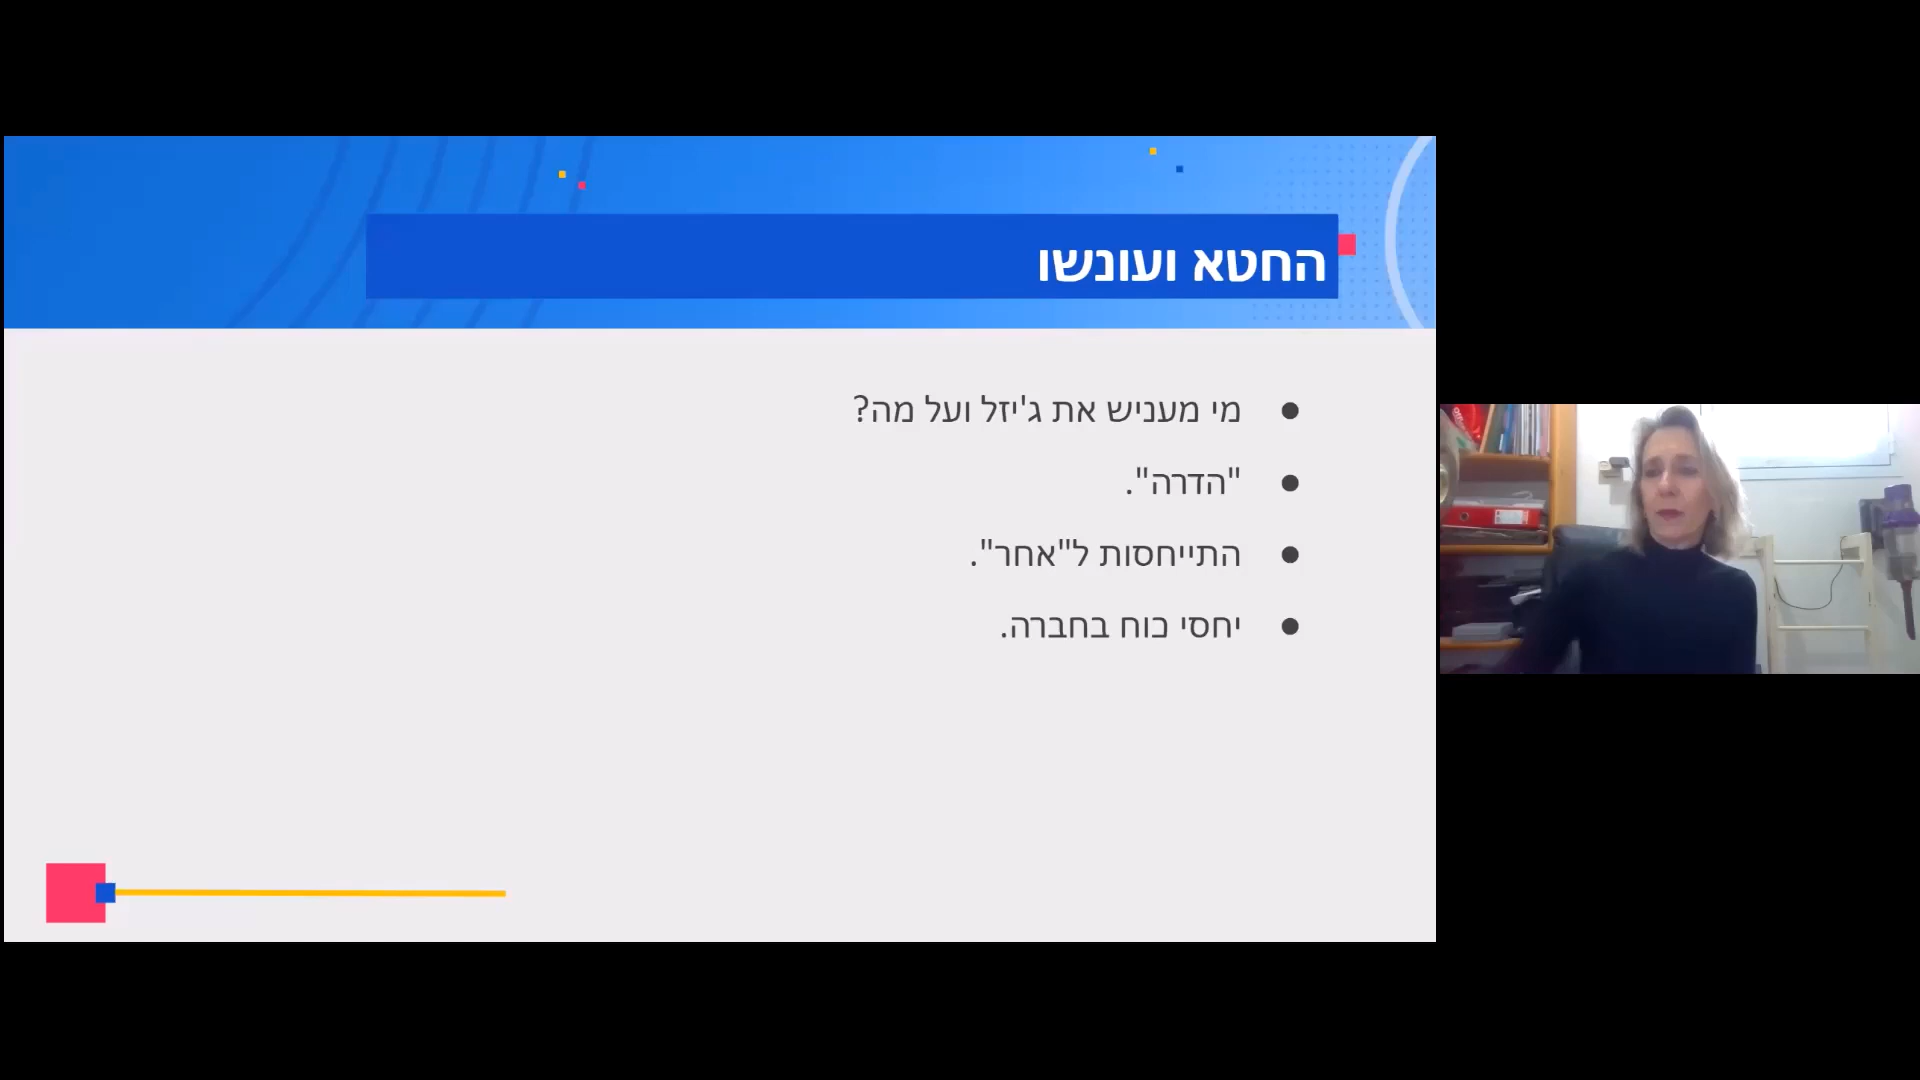 החטא ועונשו
● מי מעניש את ג'יזל ועל מה?
● "הדרה".
● התייחסות ל"אחר".
● יחסי כוח בחברה.